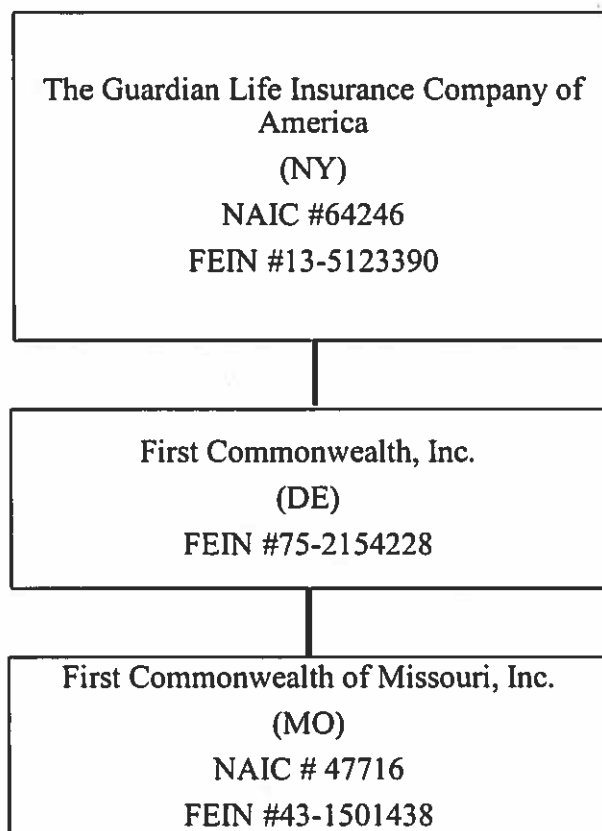 The Guardian Life Insurance Company of
America
(NY)
NAIC #64246
FEIN #13-5123390
First Commonwealth, Inc.
(DE)
FEIN #75-2154228
First Commonwealth of Missouri, Inc.
(MO)
NAIC # 47716
FEIN #43-1501438